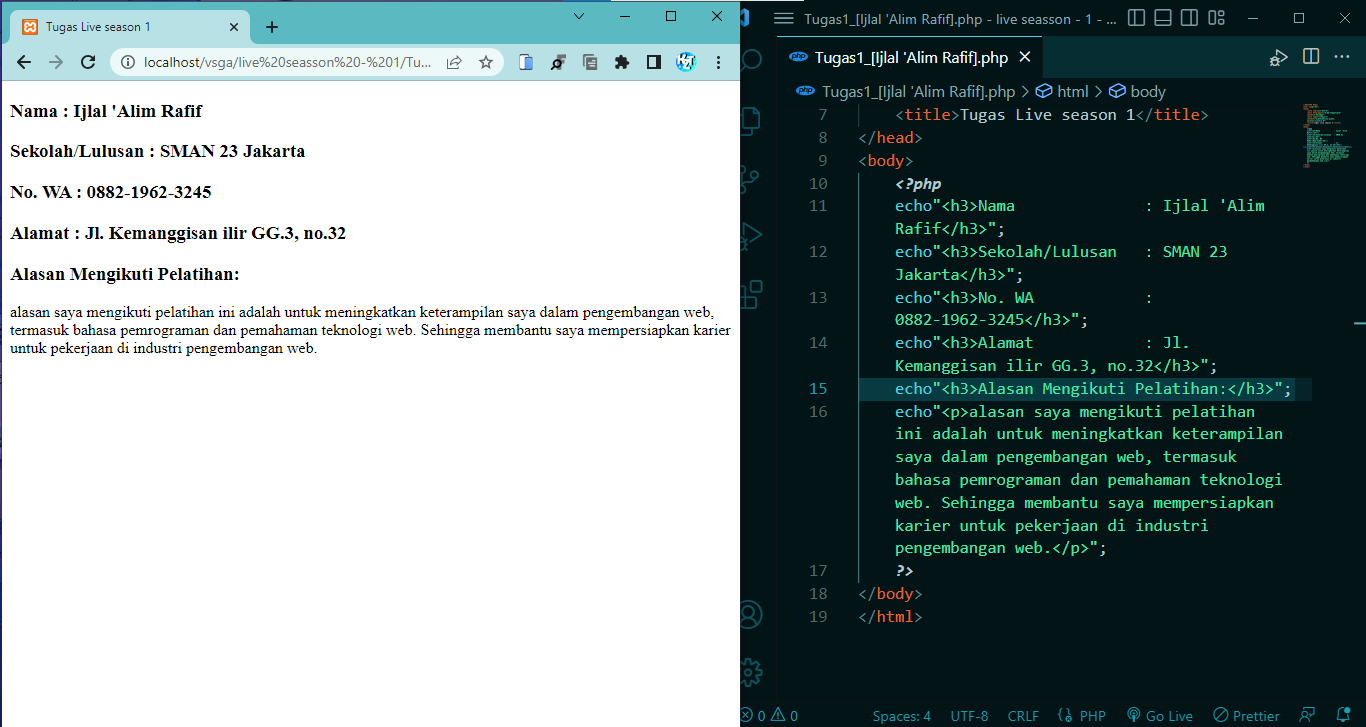 Tugas Live season 1
localhost/vsga/live%20seasson%20-%201/Tu...
Nama : Ijlal 'Alim Rafif
Sekolah/Lulusan : SMAN 23 Jakarta
No. WA : 0882-1962-3245
Alamat : Jl. Kemanggisan ilir GG.3, no.32
Alasan Mengikuti Pelatihan:
alasan saya mengikuti pelatihan ini adalah untuk meningkatkan keterampilan saya dalam pengembangan web,
termasuk bahasa pemrograman dan pemahaman teknologi web. Sehingga membantu saya mempersiapkan karier
untuk pekerjaan di industri pengembangan web.
Tugas1_[Ijlal 'Alim Rafif].php - live seasson - 1 - ...
php Tugas1_[Ijlal 'Alim Rafif].php
php Tugas1_[Ijlal 'Alim Rafif].php > html > body
7 <title>Tugas Live season 1</title>
8 </head>
9 <body>
10 <?php
11 echo"<h3>Nama : Ijlal 'Alim
Rafif</h3>";
12 echo"<h3>Sekolah/Lulusan : SMAN 23
Jakarta</h3>";
13 echo"<h3>No. WA :
0882-1962-3245</h3>";
14 echo"<h3>Alamat : Jl.
Kemanggisan ilir GG.3, no.32</h3>";
15 echo"<h3>Alasan Mengikuti Pelatihan:</h3>";
16 echo"<p>alasan saya mengikuti pelatihan
ini adalah untuk meningkatkan keterampilan
saya dalam pengembangan web, termasuk
bahasa pemrograman dan pemahaman teknologi
web. Sehingga membantu saya mempersiapkan
karier untuk pekerjaan di industri
pengembangan web.</p>";
17 ?>
18 </body>
19 </html>
0 0 Spaces: 4 UTF-8 CRLF PHP Go Live Prettier